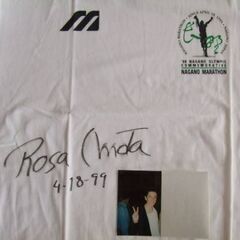 '98 NAGANO OLYMPIC
COMMEMORATIVE
NAGANO MARATHON
Rosa Mota
4-18-99